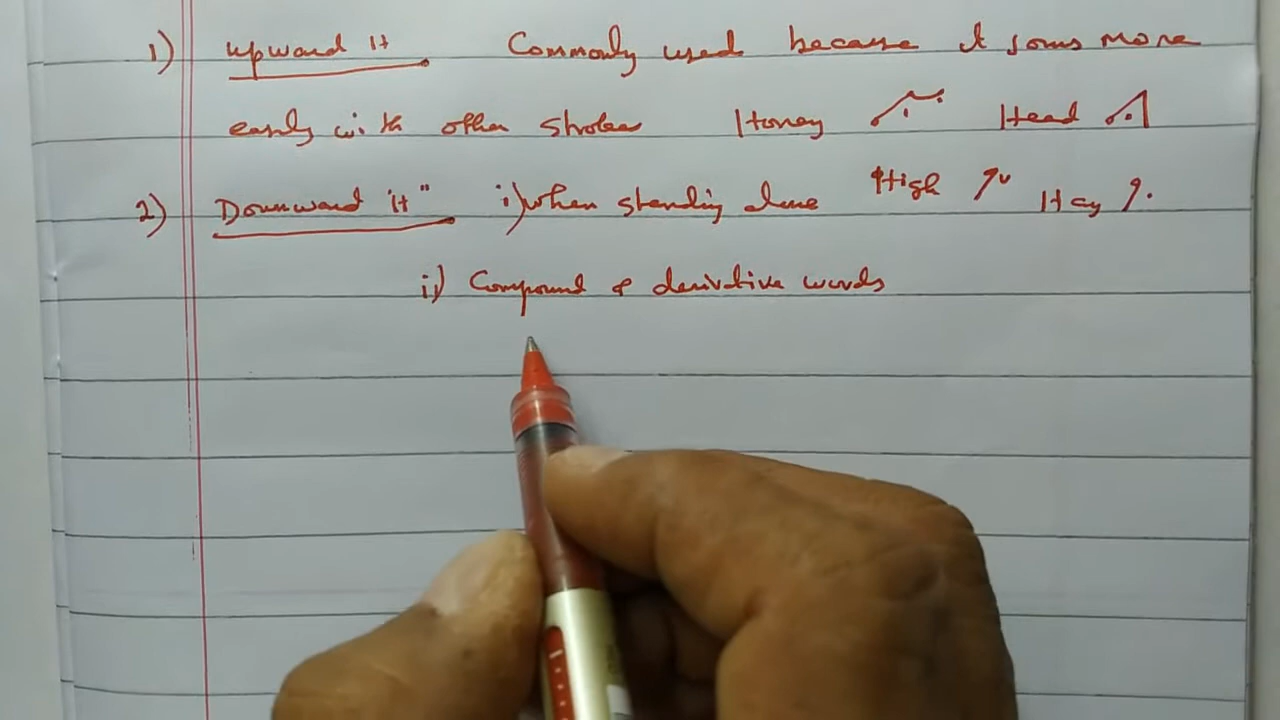 1) Upward H Commonly used because it joins more
easily with other strokes Honey Head
2) Downward "H" i) When standing alone High Hay
ii) Compound & derivative words